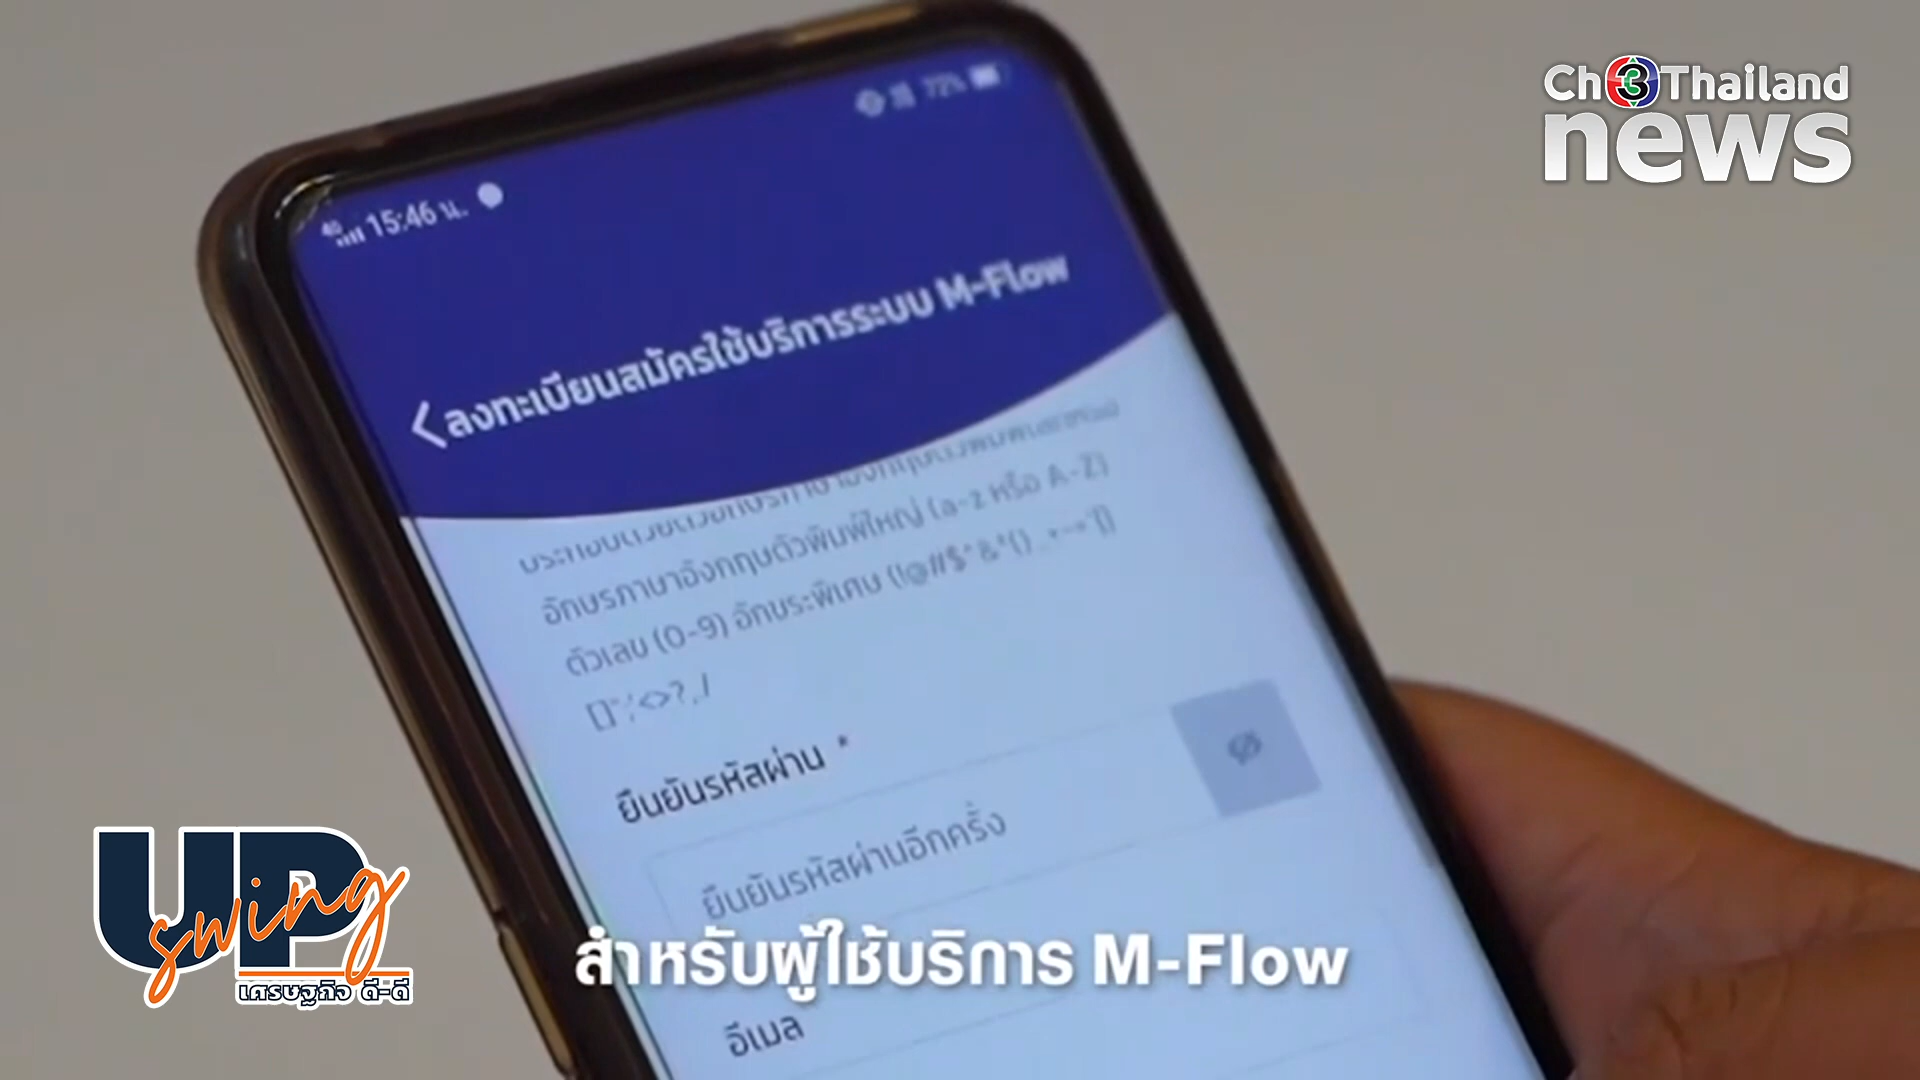 Ch3Thailand
news
4G 15:46 น.
72%
ลงทะเบียนสมัครใช้บริการระบบ M-Flow
อักษรภาษาอังกฤษตัวพิมพ์ใหญ่ (a-z หรือ A-Z)
ตัวเลข (0-9) อักขระพิเศษ
ยืนยันรหัสผ่าน *
ยืนยันรหัสผ่านอีกครั้ง
อีเมล
UP
swing
เศรษฐกิจ ดี-ดี
สำหรับผู้ใช้บริการ M-Flow